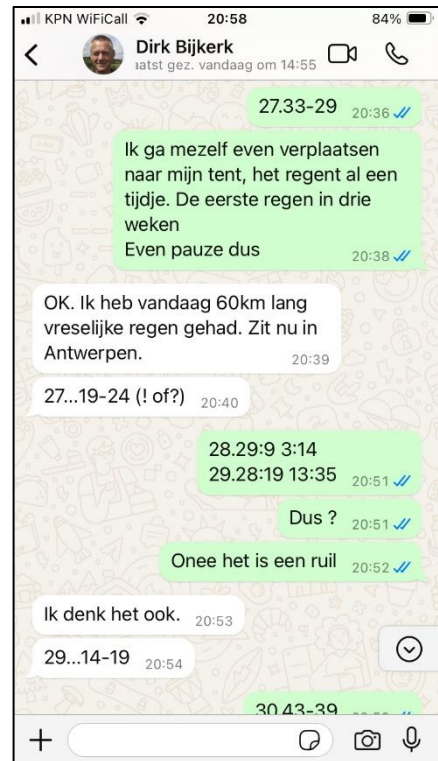 KPN WiFiCall 20:58 84%
Dirk Bijkerk
aatst gez. vandaag om 14:55
27.33-29 20:36
Ik ga mezelf even verplaatsen
naar mijn tent, het regent al een
tijdje. De eerste regen in drie
weken
Even pauze dus 20:38
OK. Ik heb vandaag 60km lang
vreselijke regen gehad. Zit nu in
Antwerpen. 20:39
27...19-24 (! of?) 20:40
28.29:9 3:14
29.28:19 13:35 20:51
Dus ? 20:51
Onee het is een ruil 20:52
Ik denk het ook. 20:53
29...14-19 20:54
30.43-39